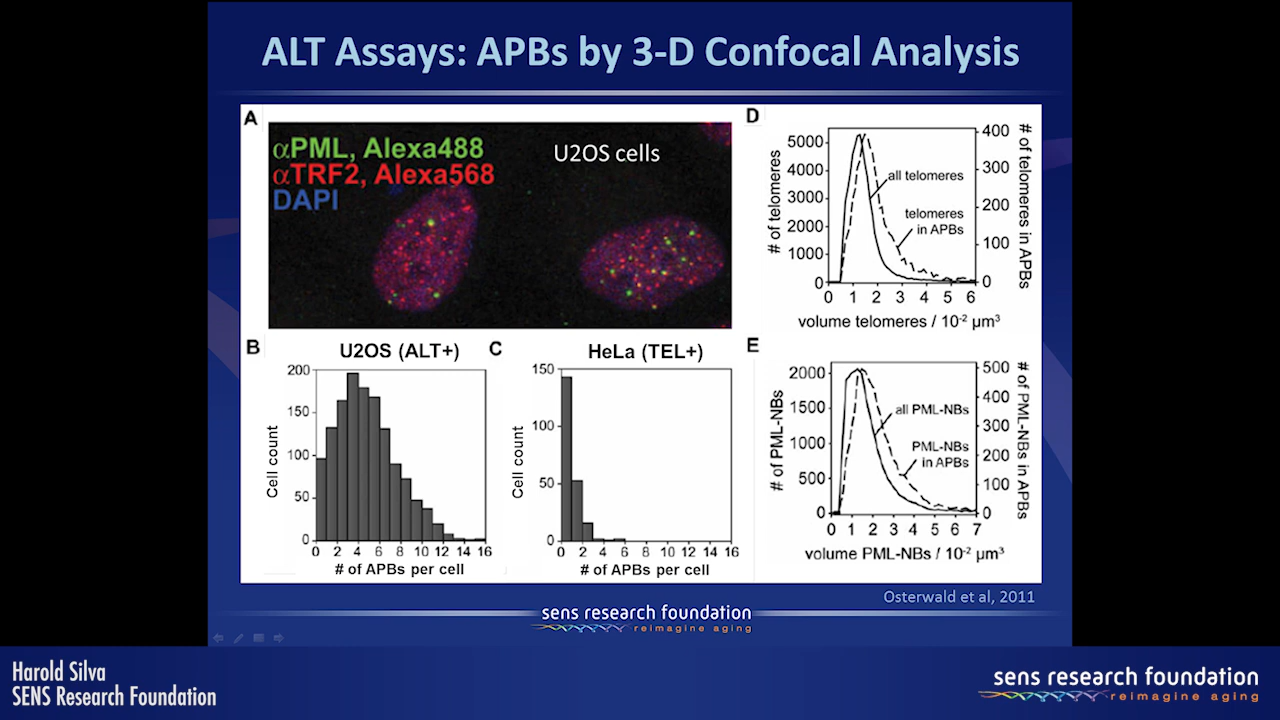 ALT Assays: APBs by 3-D Confocal Analysis
A
αPML, Alexa488
αTRF2, Alexa568
DAPI
U2OS cells
B
U2OS (ALT+)
Cell count
200
150
100
50
0
0 2 4 6 8 10 12 14 16
# of APBs per cell
C
HeLa (TEL+)
Cell count
150
100
50
0
0 2 4 6 8 10 12 14 16
# of APBs per cell
D
# of telomeres
5000
4000
3000
2000
1000
0
all telomeres
telomeres
in APBs
400
300
200
100
0
# of telomeres in APBs
0 1 2 3 4 5 6
volume telomeres / 10⁻² µm³
E
# of PML-NBs
2000
1500
1000
500
0
all PML-NBs
PML-NBs
in APBs
500
400
300
200
100
0
# of PML-NBs in APBs
0 1 2 3 4 5 6 7
volume PML-NBs / 10⁻² µm³
Osterwald et al, 2011
sens research foundation
reimagine aging
Harold Silva
SENS Research Foundation
sens research foundation
reimagine aging